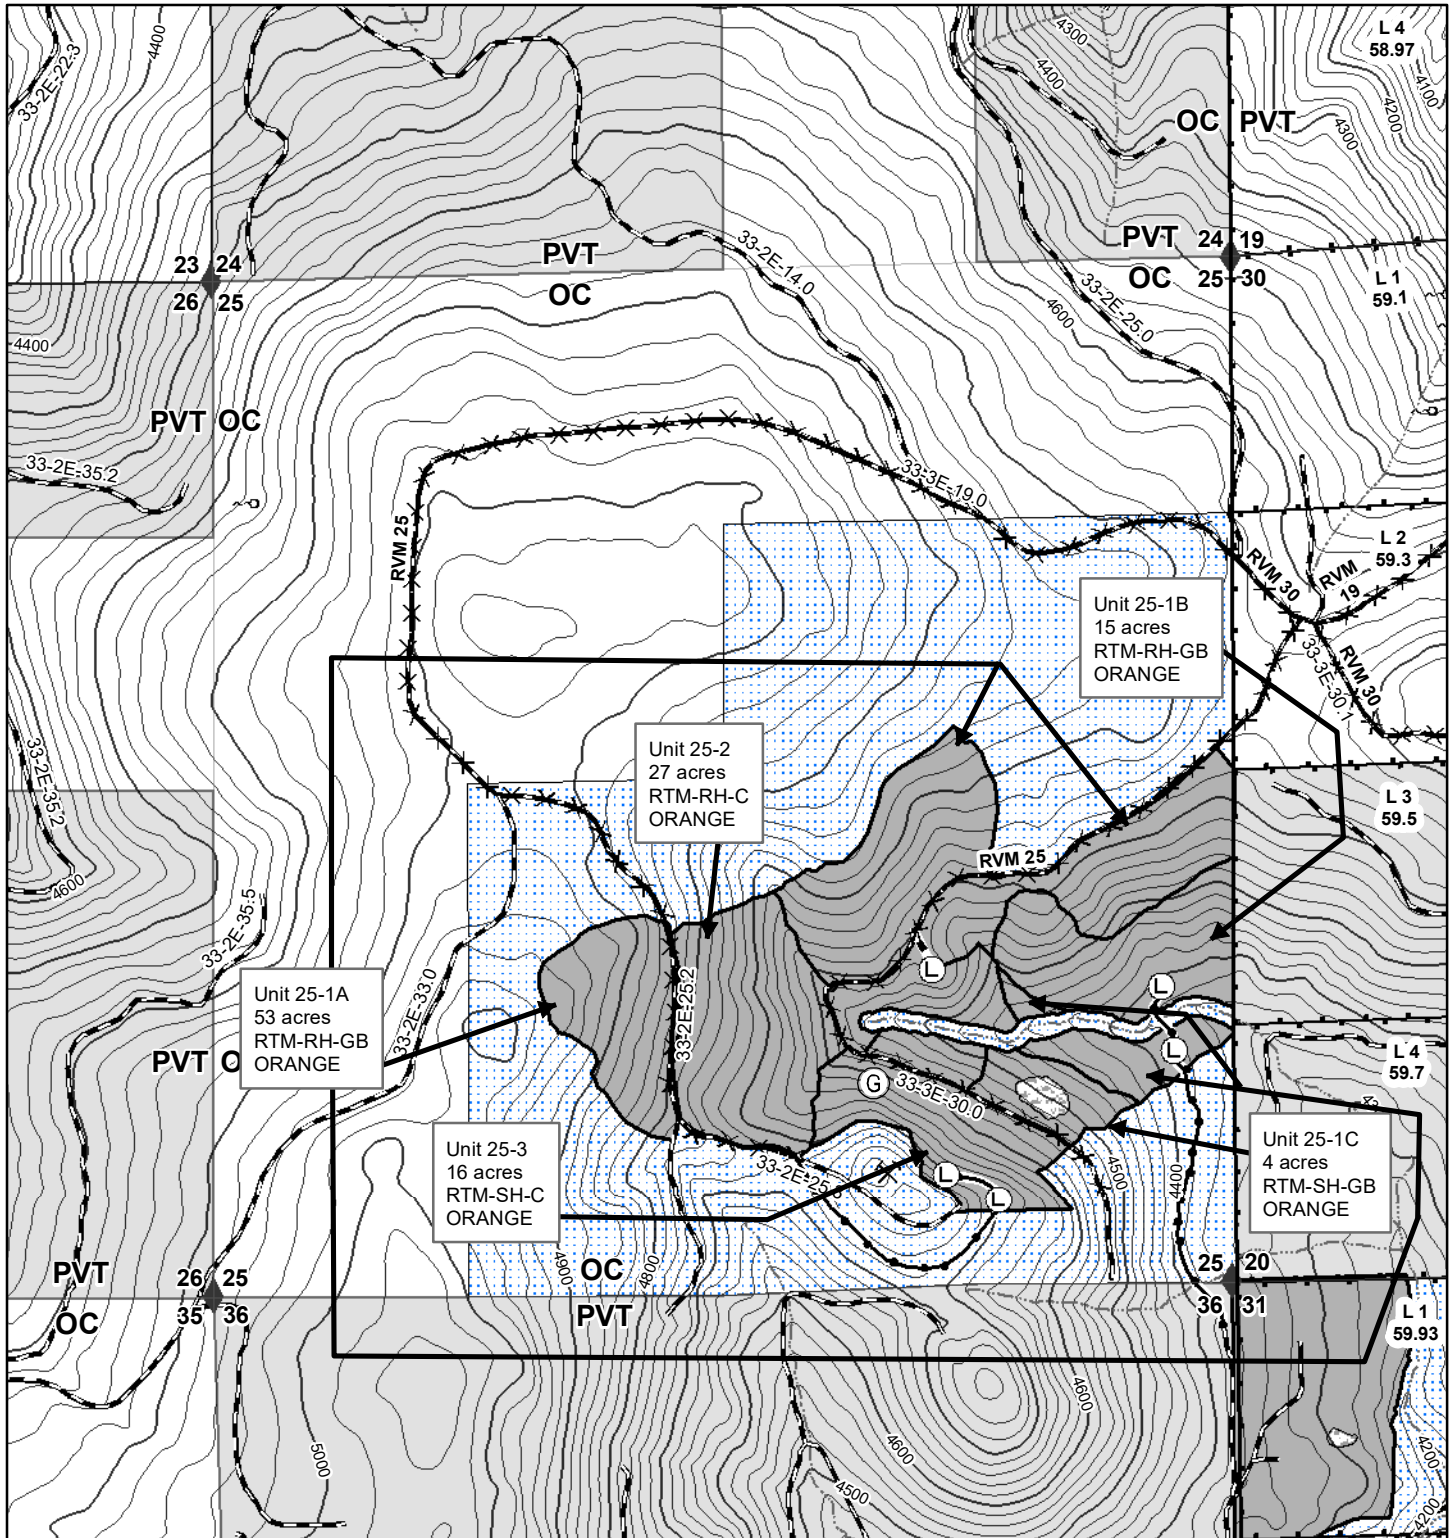 33-2E-22.3
4400
4300
4400
L 4
58.97
4100
4200
4300
OC PVT
23 24
26 25
PVT
OC
33-2E-14.0
PVT
OC
24 19
25 30
33-2E-25.0
4600
L 1
59.1
4400
PVT OC
33-2E-35.2
33-3E-19.0
RVM 25
RVM 30
RVM
19
L 2
59.3
RVM 30
33-3E-30.1
Unit 25-1B
15 acres
RTM-RH-GB
ORANGE
Unit 25-2
27 acres
RTM-RH-C
ORANGE
33-2E-35.2
4600
L 3
59.5
RVM 25
33-2E-35.5
L
L
L
33-2E-25.2
33-2E-33.0
Unit 25-1A
53 acres
RTM-RH-GB
ORANGE
PVT O
L 4
59.7
G
33-3E-30.0
Unit 25-3
16 acres
RTM-SH-C
ORANGE
33-2E-25
L
L
4500
4400
Unit 25-1C
4 acres
RTM-SH-GB
ORANGE
4900
4800
OC
PVT
26 25
35 36
PVT
OC
25 20
36 31
L 1
59.93
5000
4600
4600
4500
4200
4200